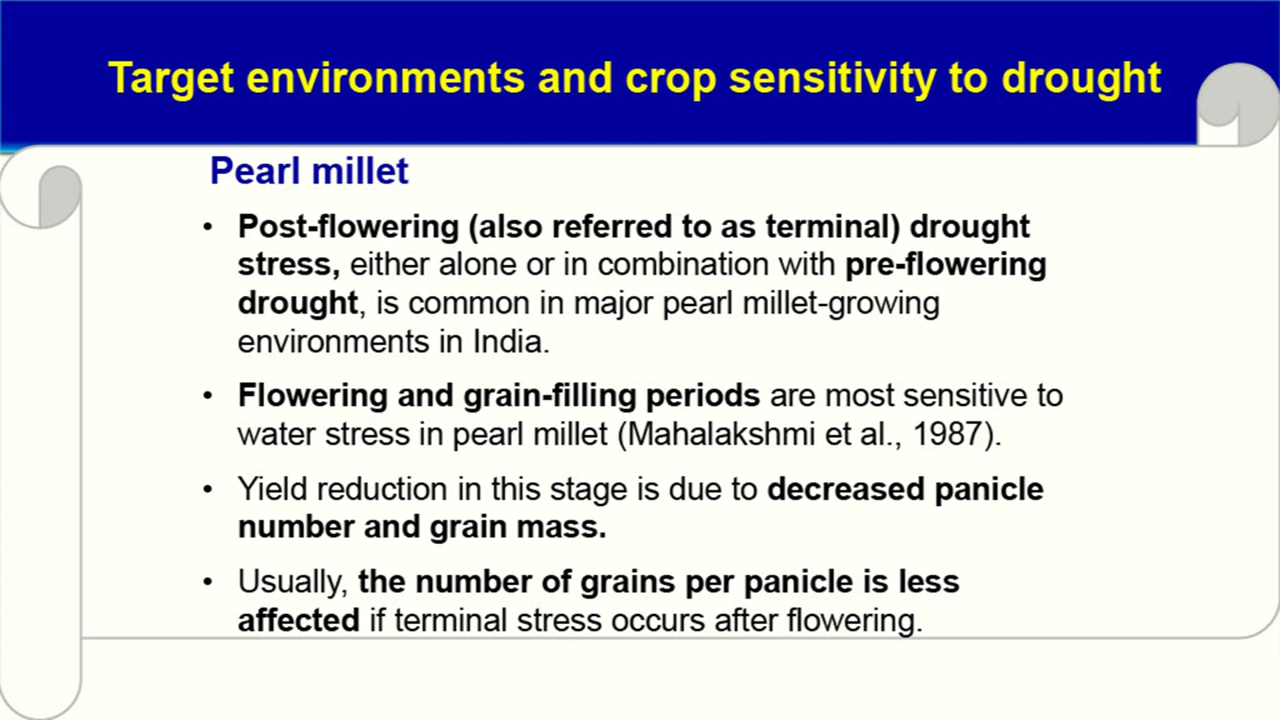 Target environments and crop sensitivity to drought
Pearl millet
• Post-flowering (also referred to as terminal) drought
stress, either alone or in combination with pre-flowering
drought, is common in major pearl millet-growing
environments in India.
• Flowering and grain-filling periods are most sensitive to
water stress in pearl millet (Mahalakshmi et al., 1987).
• Yield reduction in this stage is due to decreased panicle
number and grain mass.
• Usually, the number of grains per panicle is less
affected if terminal stress occurs after flowering.